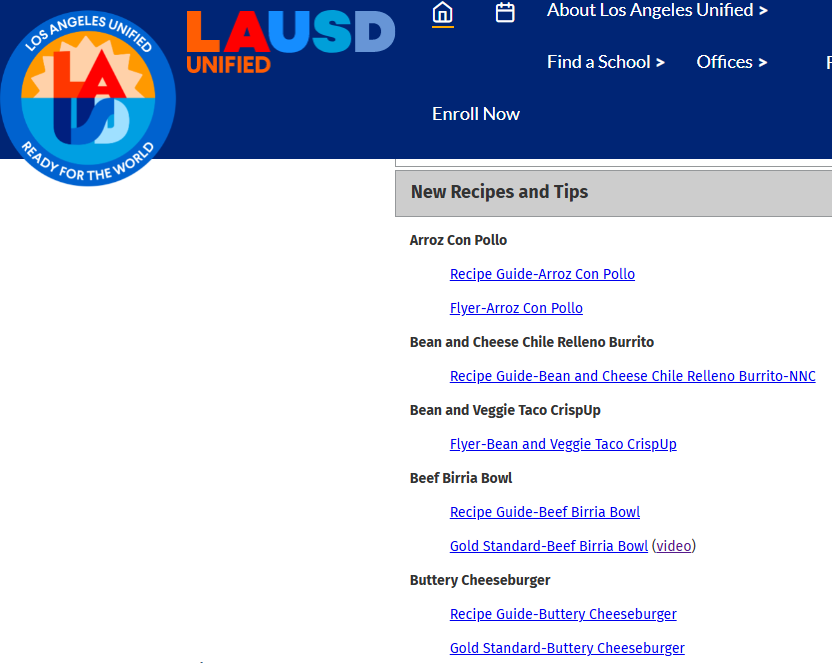 LOS ANGELES UNIFIED
LAUSD
READY FOR THE WORLD
LAUSD
UNIFIED
About Los Angeles Unified >
Find a School >
Offices >
Enroll Now
New Recipes and Tips
Arroz Con Pollo
Recipe Guide-Arroz Con Pollo
Flyer-Arroz Con Pollo
Bean and Cheese Chile Relleno Burrito
Recipe Guide-Bean and Cheese Chile Relleno Burrito-NNC
Bean and Veggie Taco CrispUp
Flyer-Bean and Veggie Taco CrispUp
Beef Birria Bowl
Recipe Guide-Beef Birria Bowl
Gold Standard-Beef Birria Bowl (video)
Buttery Cheeseburger
Recipe Guide-Buttery Cheeseburger
Gold Standard-Buttery Cheeseburger